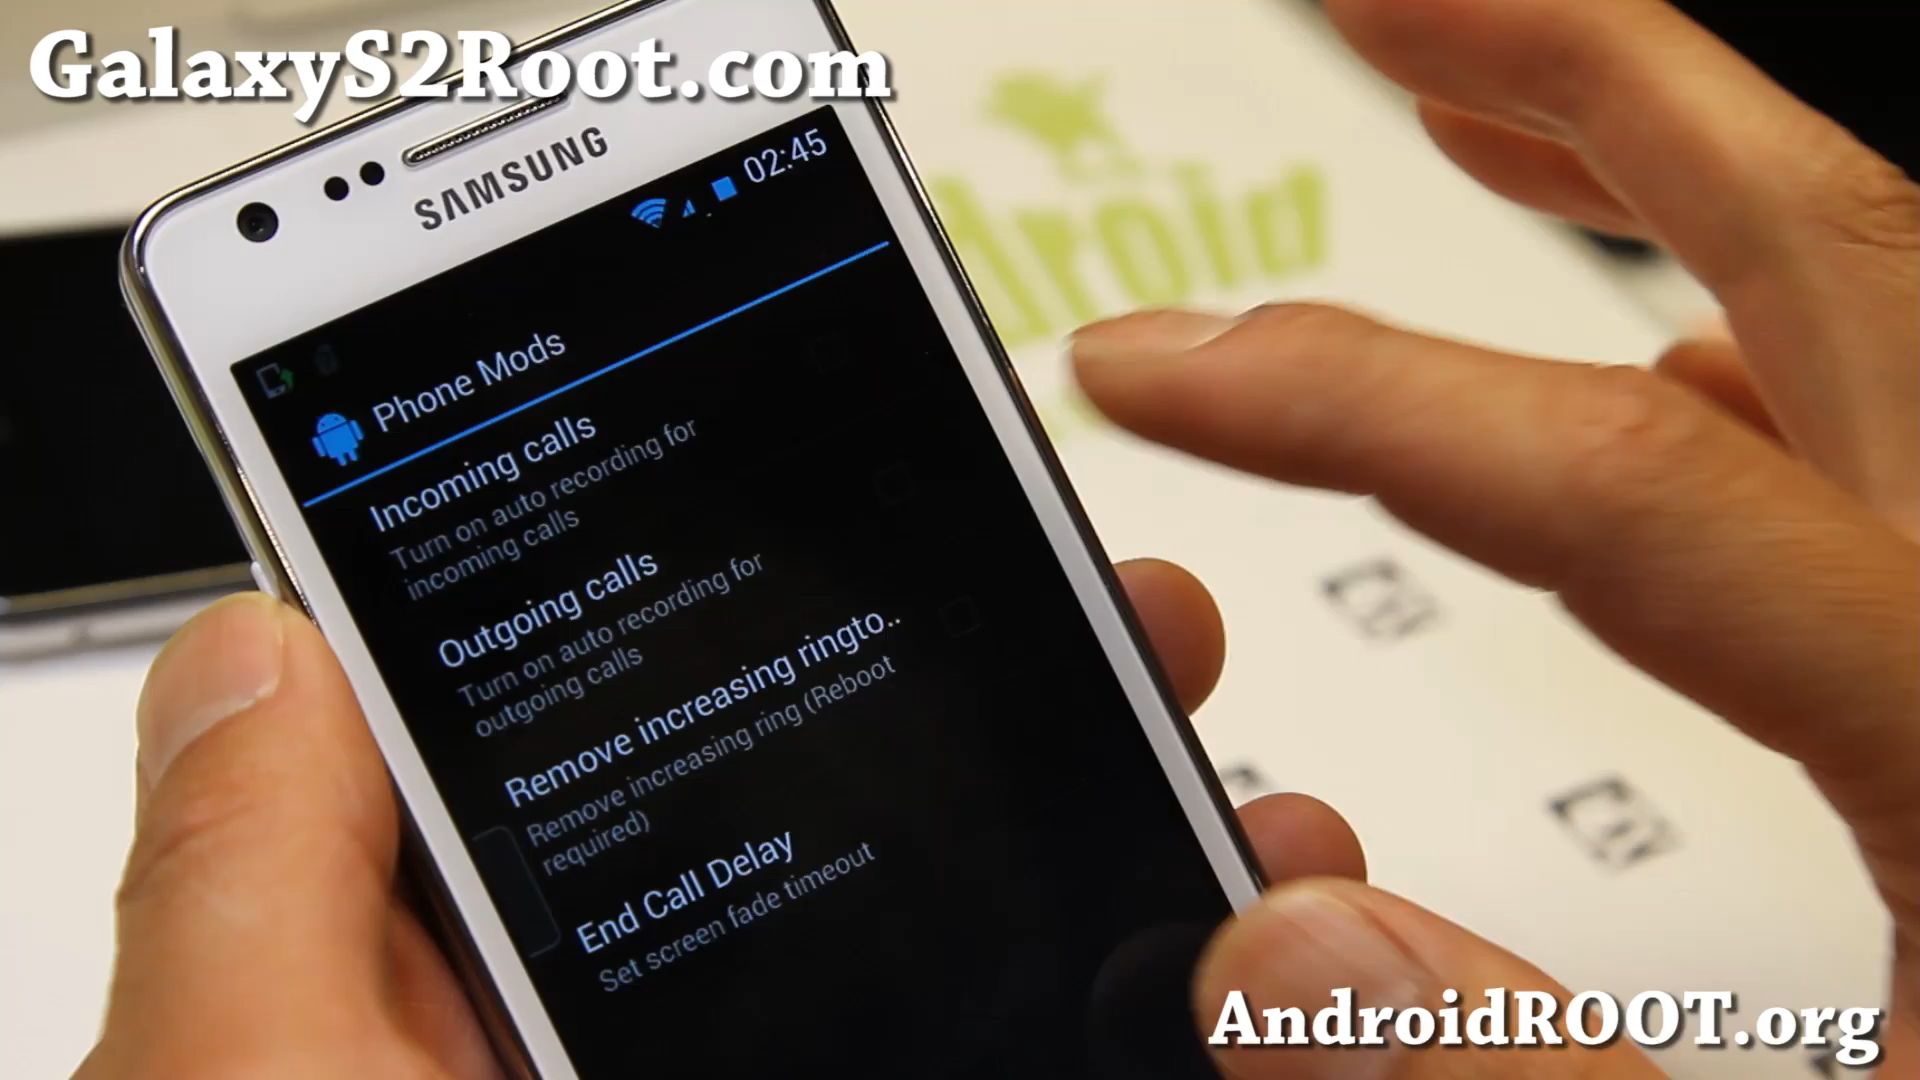 GalaxyS2Root.com
SAMSUNG
02:45
Phone Mods
Incoming calls
Turn on auto recording for
incoming calls
Outgoing calls
Turn on auto recording for
outgoing calls
Remove increasing ringto..
Remove increasing ring (Reboot
required)
End Call Delay
Set screen fade timeout
AndroidROOT.org